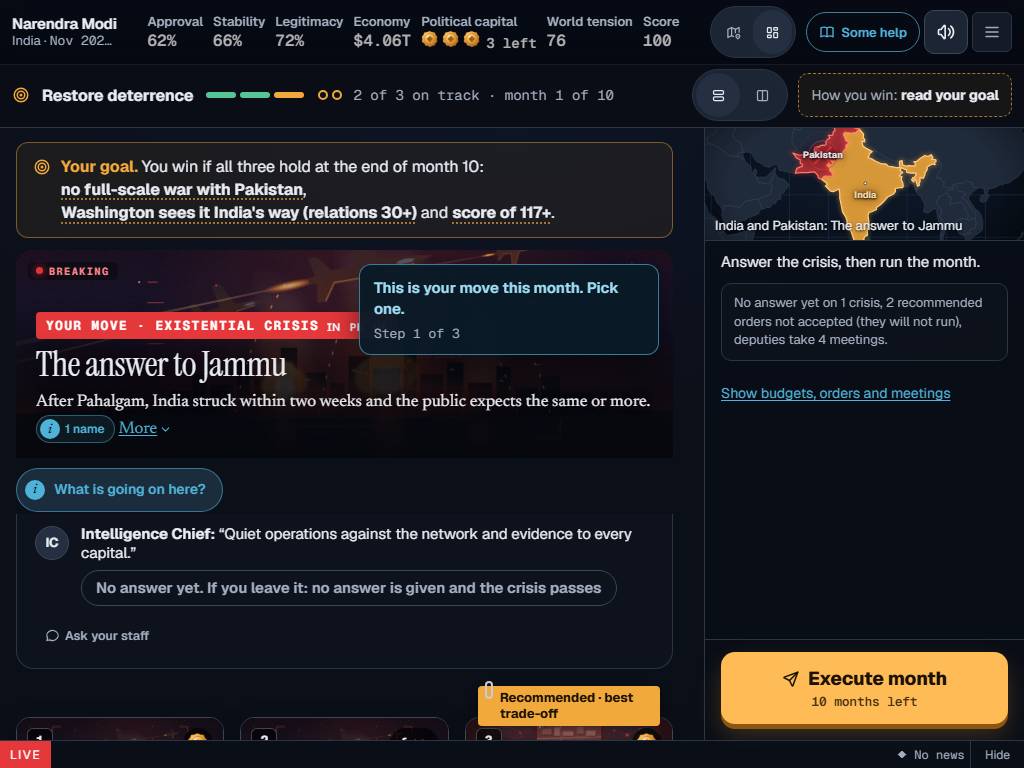 Narendra Modi
India · Nov 202…
Approval
62%
Stability
66%
Legitimacy
72%
Economy
$4.06T
Political capital
3 left
World tension
76
Score
100
Some help
Restore deterrence
2 of 3 on track · month 1 of 10
How you win: read your goal
Your goal. You win if all three hold at the end of month 10:
no full-scale war with Pakistan,
Washington sees it India's way (relations 30+) and score of 117+.
BREAKING
YOUR MOVE · EXISTENTIAL CRISIS IN
This is your move this month. Pick
one.
Step 1 of 3
The answer to Jammu
After Pahalgam, India struck within two weeks and the public expects the same or more.
i 1 name More
i What is going on here?
IC
Intelligence Chief: “Quiet operations against the network and evidence to every
capital.”
No answer yet. If you leave it: no answer is given and the crisis passes
Ask your staff
Recommended · best
trade-off
1
2
3
Pakistan
India
India and Pakistan: The answer to Jammu
Answer the crisis, then run the month.
No answer yet on 1 crisis, 2 recommended
orders not accepted (they will not run),
deputies take 4 meetings.
Show budgets, orders and meetings
Execute month
10 months left
LIVE
No news
Hide